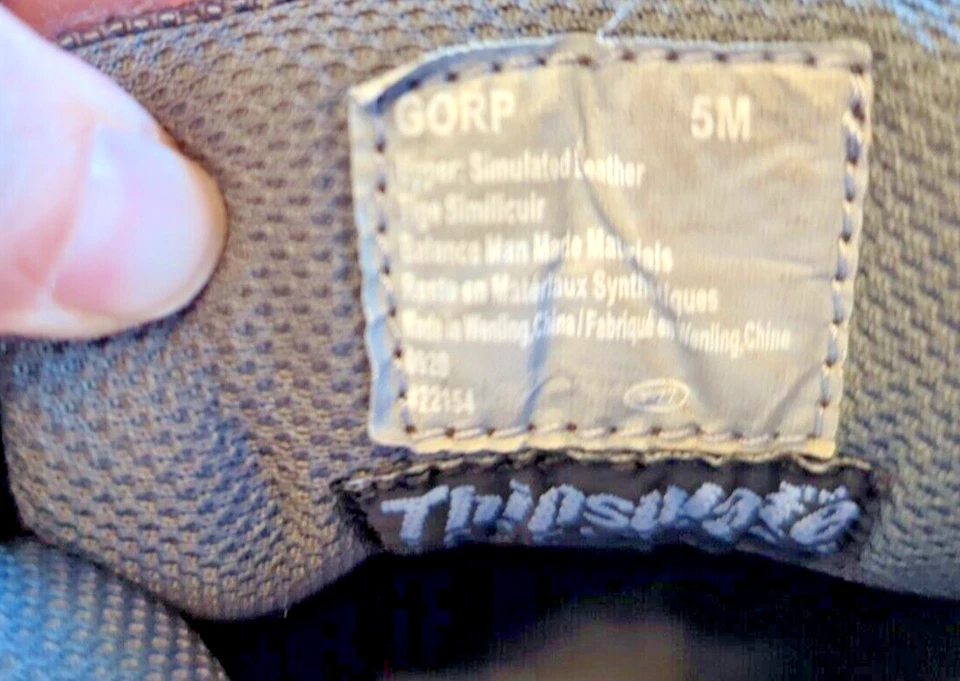 GORP 5M
Upper: Simulated Leather
Tige Similicuir
Balance Man Made Materials
Reste en Matériaux Synthétiques
Made in Wenling,China/Fabriqué en Wenling,Chine
#22154
Thinsulate